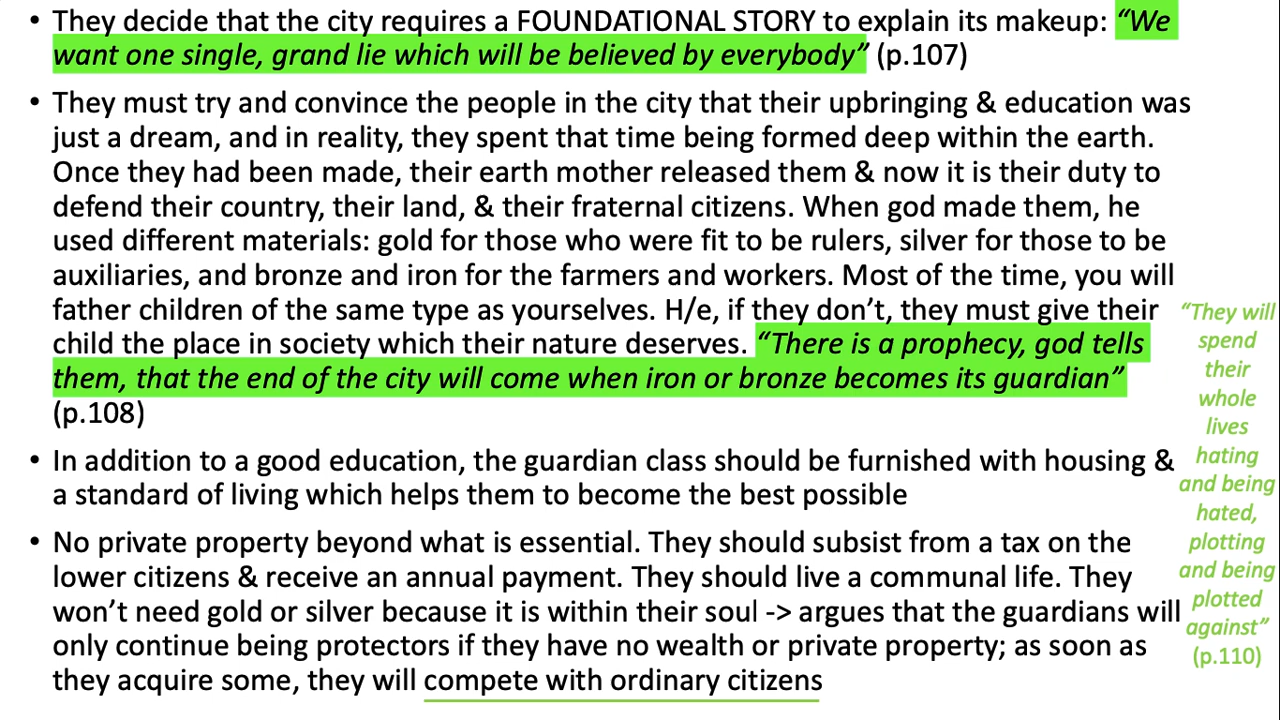 • They decide that the city requires a FOUNDATIONAL STORY to explain its makeup: “We
want one single, grand lie which will be believed by everybody” (p.107)
• They must try and convince the people in the city that their upbringing & education was
just a dream, and in reality, they spent that time being formed deep within the earth.
Once they had been made, their earth mother released them & now it is their duty to
defend their country, their land, & their fraternal citizens. When god made them, he
used different materials: gold for those who were fit to be rulers, silver for those to be
auxiliaries, and bronze and iron for the farmers and workers. Most of the time, you will
father children of the same type as yourselves. H/e, if they don’t, they must give their
child the place in society which their nature deserves. “There is a prophecy, god tells
them, that the end of the city will come when iron or bronze becomes its guardian”
(p.108)
• In addition to a good education, the guardian class should be furnished with housing &
a standard of living which helps them to become the best possible
• No private property beyond what is essential. They should subsist from a tax on the
lower citizens & receive an annual payment. They should live a communal life. They
won’t need gold or silver because it is within their soul -> argues that the guardians will
only continue being protectors if they have no wealth or private property; as soon as
they acquire some, they will compete with ordinary citizens
“They will
spend
their
whole
lives
hating
and being
hated,
plotting
and being
plotted
against”
(p.110)